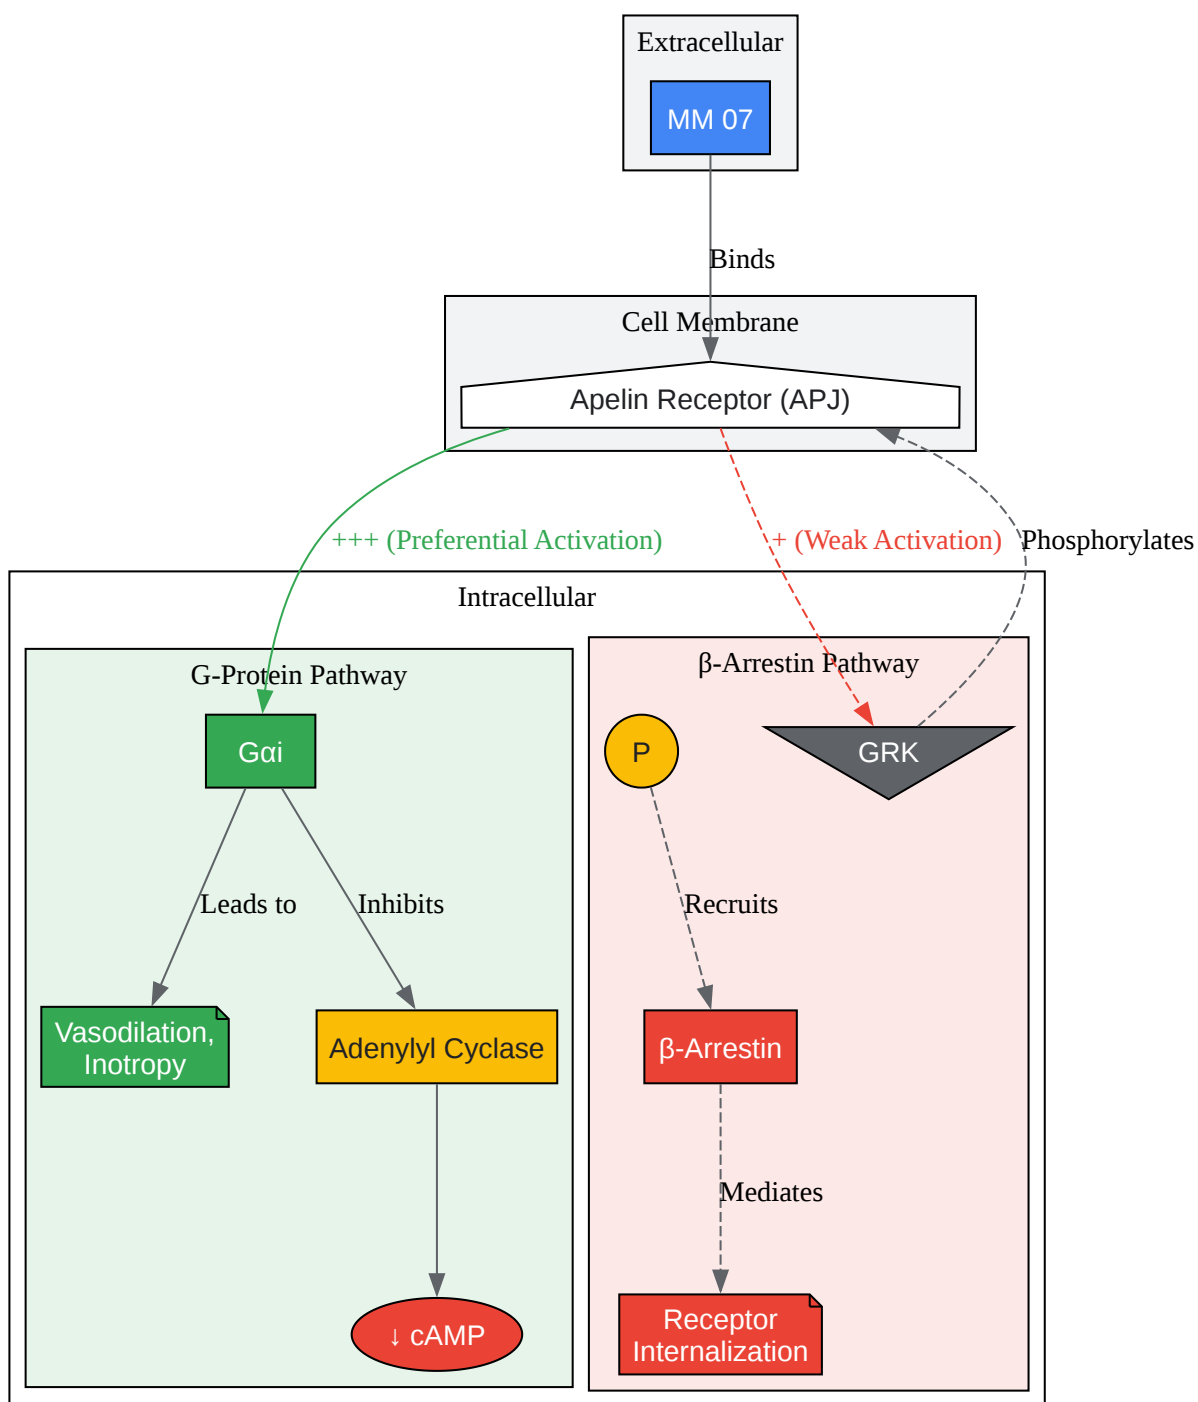 Extracellular
MM 07
Binds
Cell Membrane
Apelin Receptor (APJ)
+++ (Preferential Activation)
+ (Weak Activation)
Phosphorylates
Intracellular
G-Protein Pathway
β-Arrestin Pathway
Gαi
P
GRK
Leads to
Inhibits
Recruits
Vasodilation,
Inotropy
Adenylyl Cyclase
β-Arrestin
Mediates
↓ cAMP
Receptor
Internalization